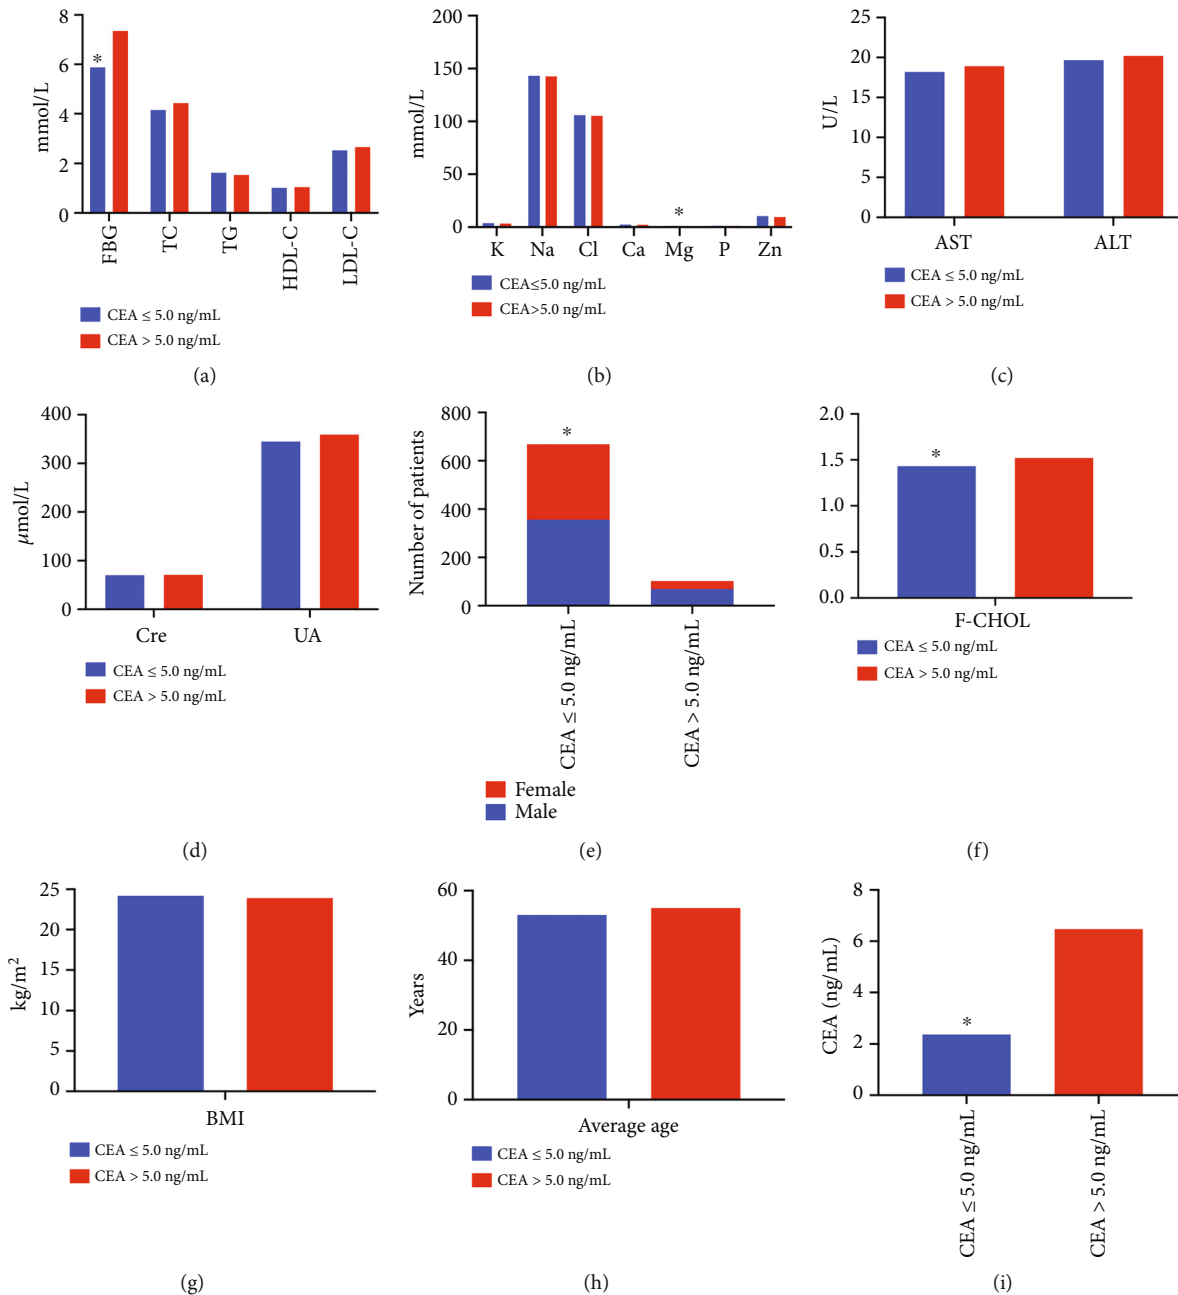 8
6
4
2
0
mmol/L
*
FBG
TC
TG
HDL-C
LDL-C
CEA ≤ 5.0 ng/mL
CEA > 5.0 ng/mL
(a)
200
150
100
50
0
mmol/L
*
K Na Cl Ca Mg P Zn
CEA≤5.0 ng/mL
CEA>5.0 ng/mL
(b)
25
20
15
10
5
0
U/L
AST ALT
CEA ≤ 5.0 ng/mL
CEA > 5.0 ng/mL
(c)
400
300
200
100
0
μmol/L
Cre UA
CEA ≤ 5.0 ng/mL
CEA > 5.0 ng/mL
(d)
800
600
400
200
0
Number of patients
*
CEA ≤ 5.0 ng/mL
CEA > 5.0 ng/mL
Female
Male
(e)
2.0
1.5
1.0
0.5
0.0
*
F-CHOL
CEA ≤ 5.0 ng/mL
CEA > 5.0 ng/mL
(f)
25
20
15
10
5
0
kg/m²
BMI
CEA ≤ 5.0 ng/mL
CEA > 5.0 ng/mL
(g)
60
40
20
0
Years
Average age
CEA ≤ 5.0 ng/mL
CEA > 5.0 ng/mL
(h)
8
6
4
2
0
CEA (ng/mL)
*
CEA ≤ 5.0 ng/mL
CEA > 5.0 ng/mL
(i)